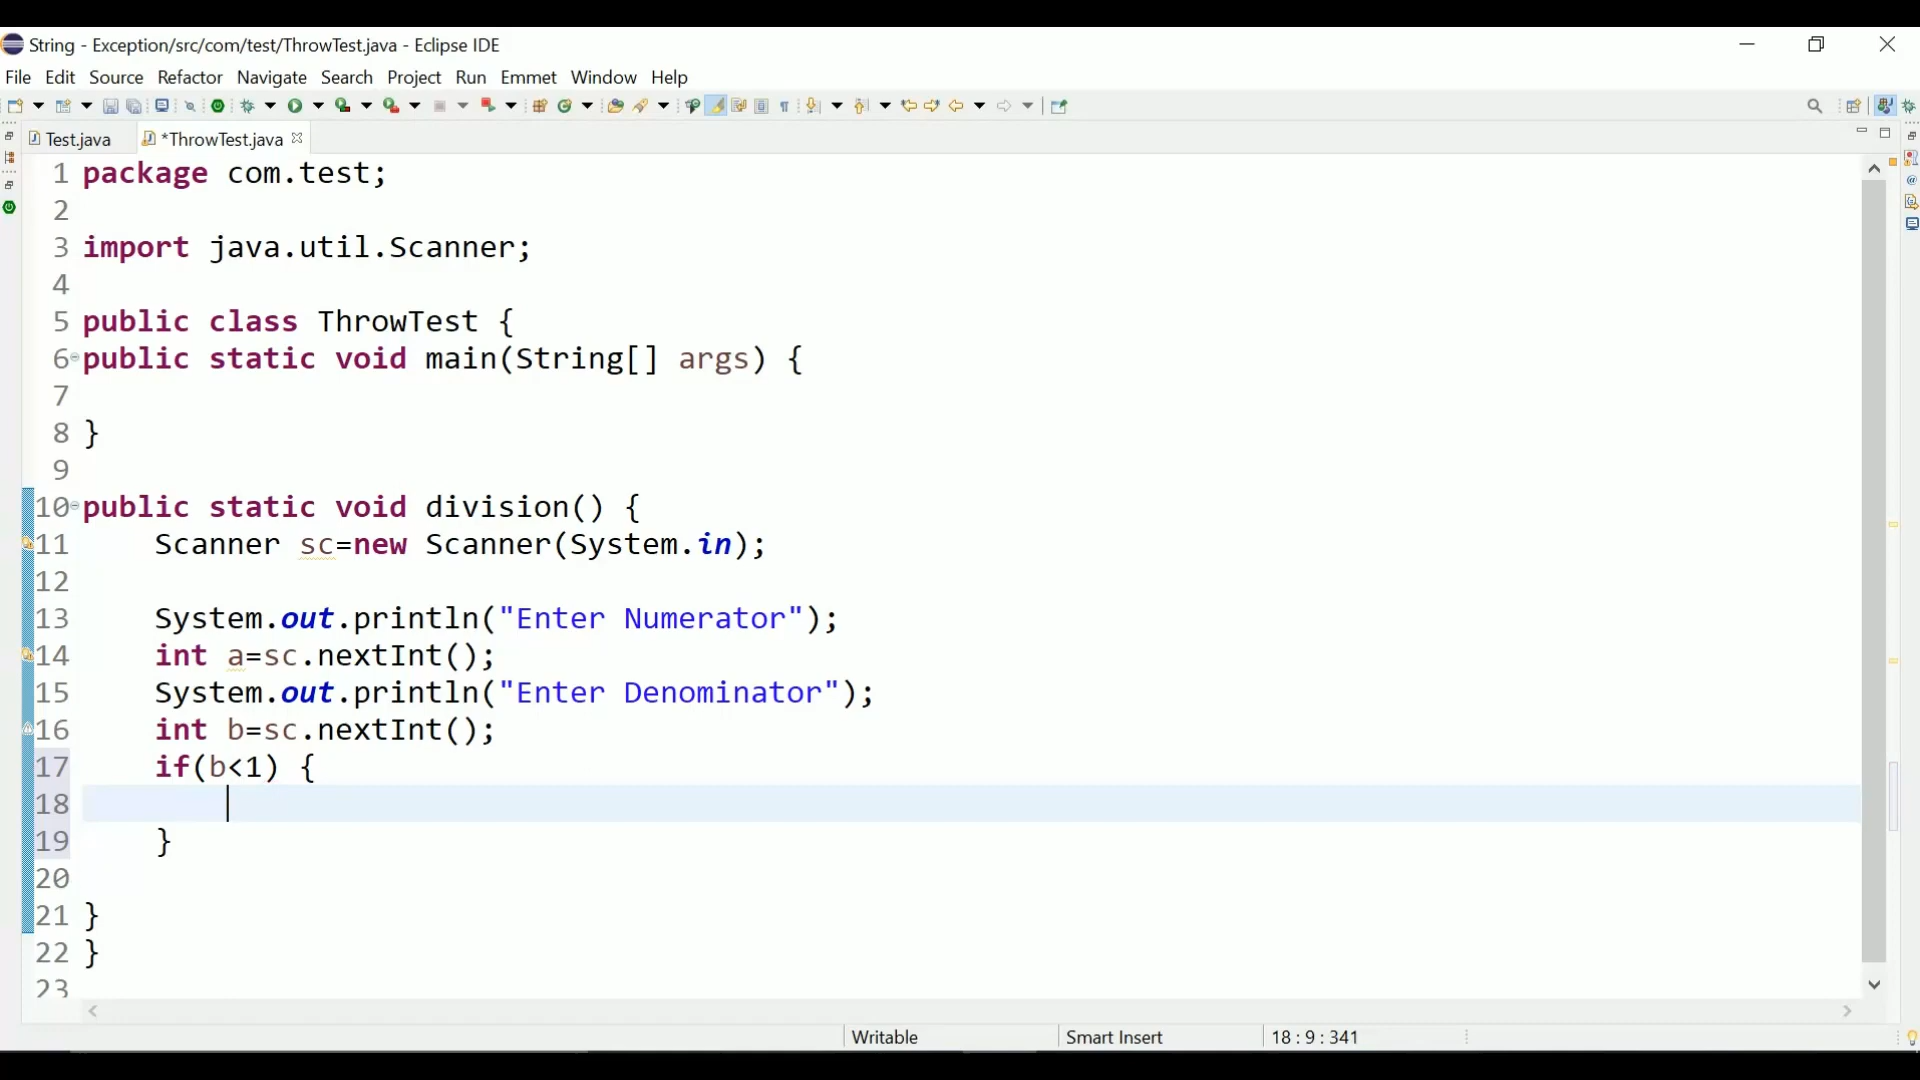 String - Exception/src/com/test/ThrowTest.java - Eclipse IDE
File Edit Source Refactor Navigate Search Project Run Emmet Window Help
Test.java *ThrowTest.java
1 package com.test;
2
3 import java.util.Scanner;
4
5 public class ThrowTest {
6 public static void main(String[] args) {
7
8 }
9
10 public static void division() {
11 Scanner sc=new Scanner(System.in);
12
13 System.out.println("Enter Numerator");
14 int a=sc.nextInt();
15 System.out.println("Enter Denominator");
16 int b=sc.nextInt();
17 if(b<1) {
18
19 }
20
21 }
22 }
23
Writable Smart Insert 18 : 9 : 341